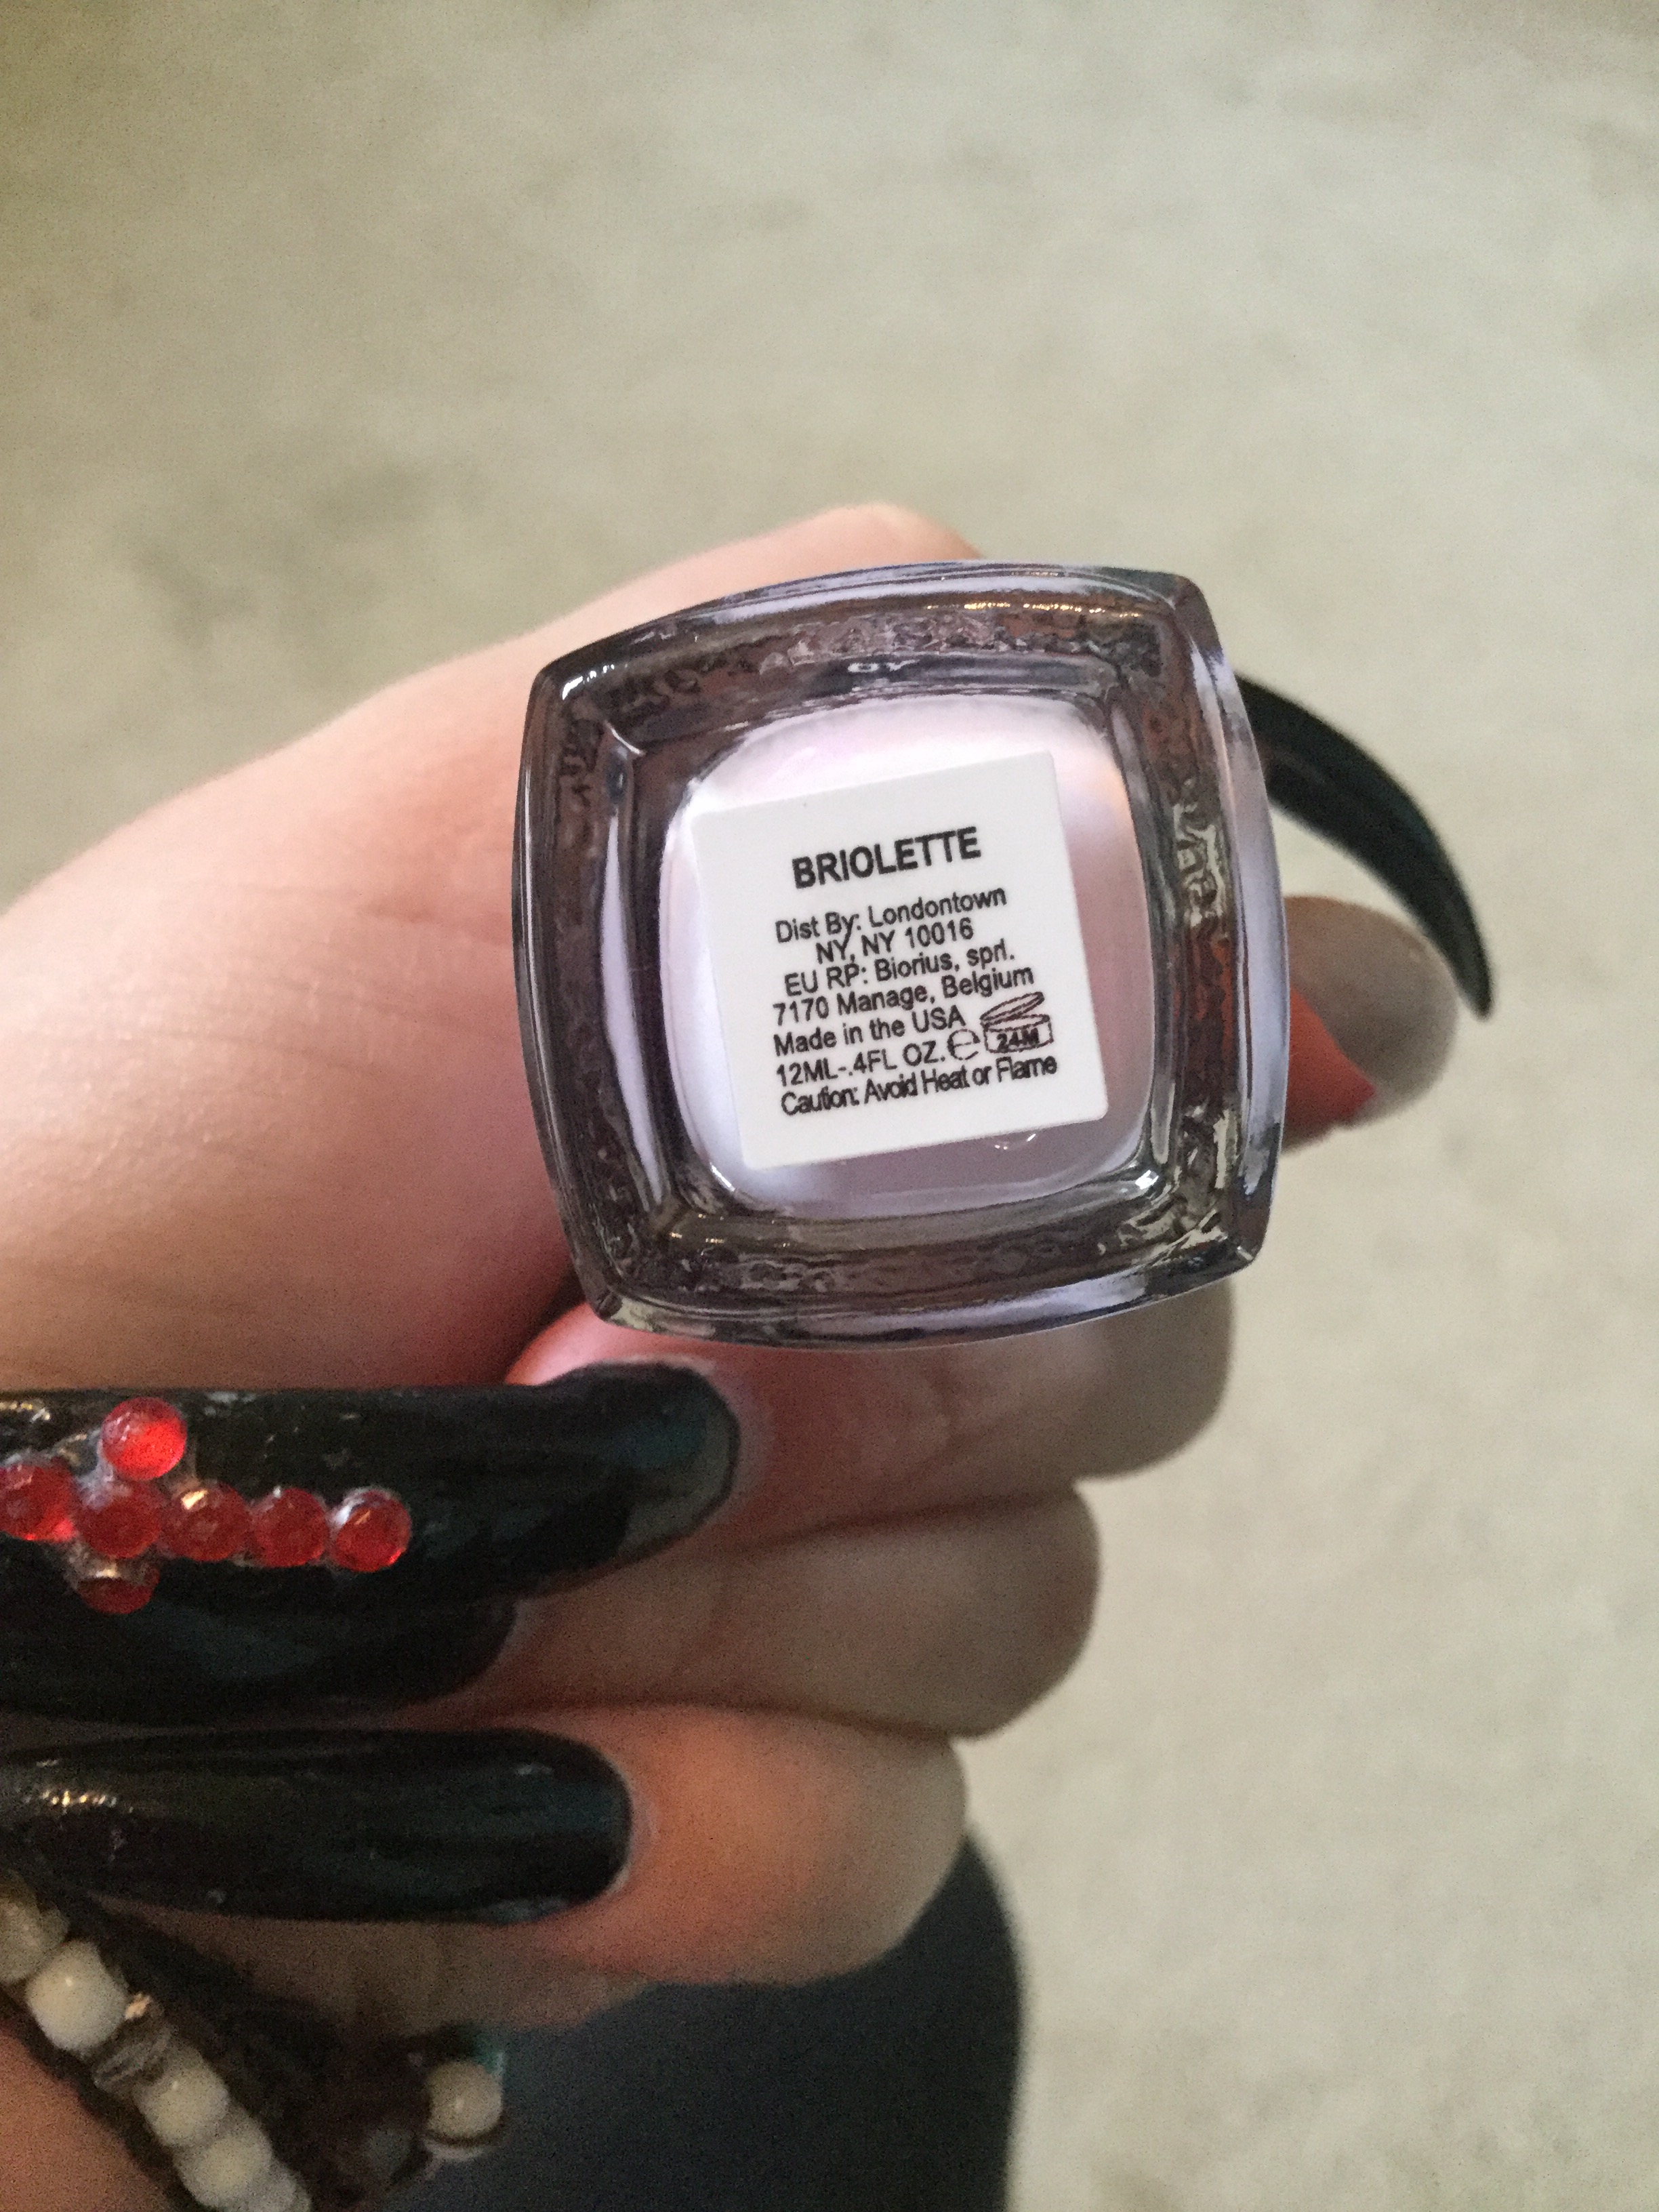 BRIOLETTE
Dist By: Londontown
NY, NY 10016
EU RP: Biorius, sprl.
7170 Manage, Belgium
Made in the USA
12ML-.4FL OZ. ℮ 24M
Caution: Avoid Heat or Flame